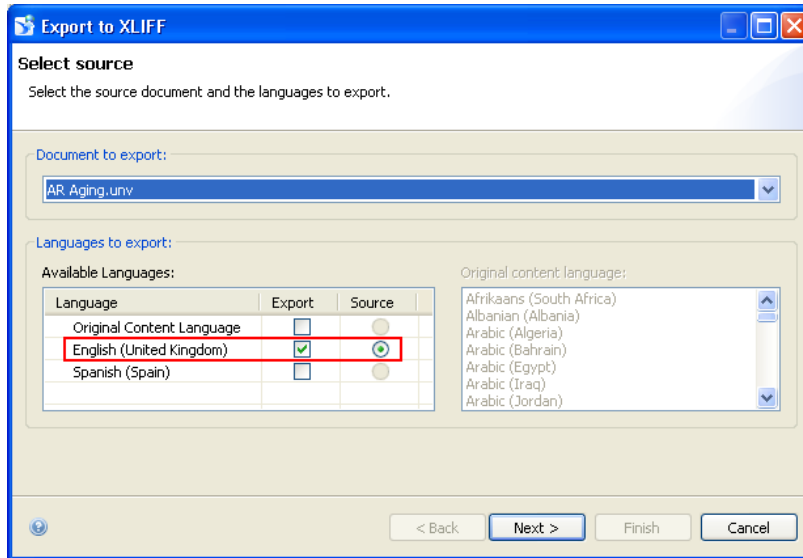 Export to XLIFF
Select source
Select the source document and the languages to export.
Document to export:
AR Aging.unv
Languages to export:
Available Languages:
Language Export Source
Original Content Language
English (United Kingdom)
Spanish (Spain)
Original content language:
Afrikaans (South Africa)
Albanian (Albania)
Arabic (Algeria)
Arabic (Bahrain)
Arabic (Egypt)
Arabic (Iraq)
Arabic (Jordan)
< Back Next > Finish Cancel